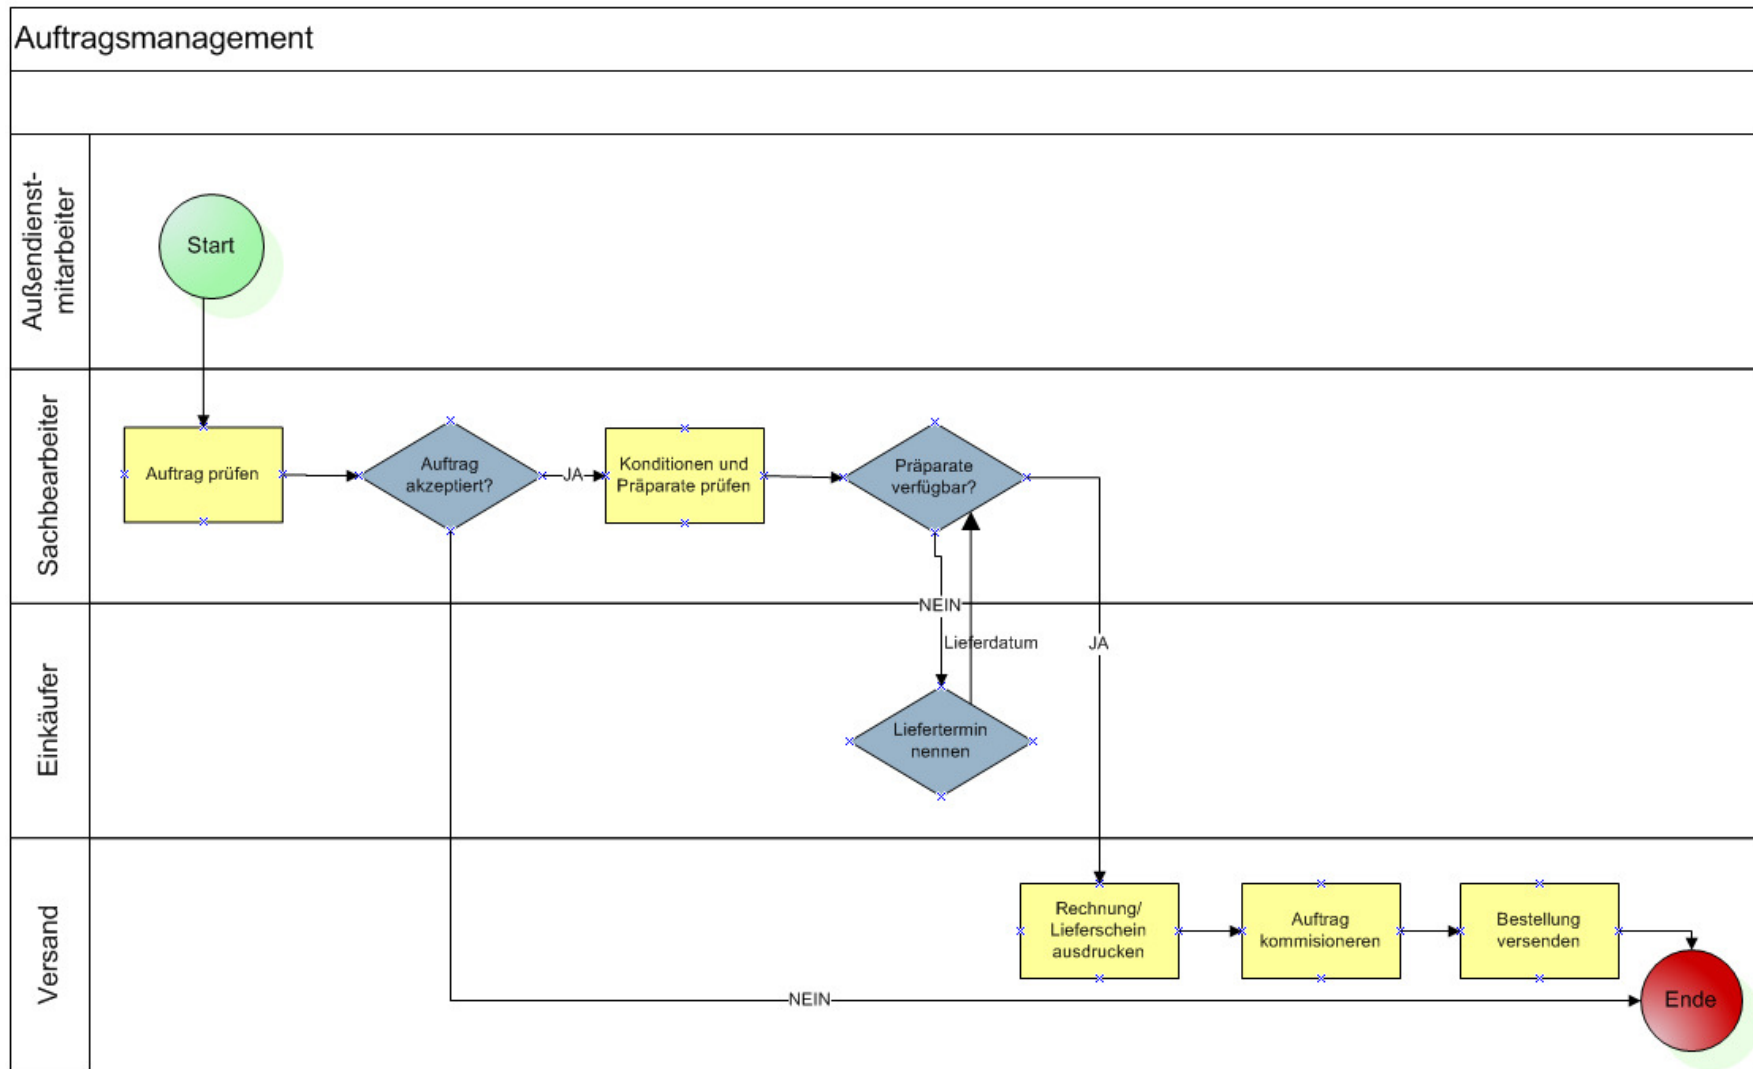 Auftragsmanagement
Außendienst-
mitarbeiter
Start
Sachbearbeiter
Auftrag prüfen
Auftrag
akzeptiert?
JA
Konditionen und
Präparate prüfen
Präparate
verfügbar?
NEIN
Lieferdatum
JA
Einkäufer
Liefertermin
nennen
Versand
Rechnung/
Lieferschein
ausdrucken
Auftrag
kommisioneren
Bestellung
versenden
NEIN
Ende